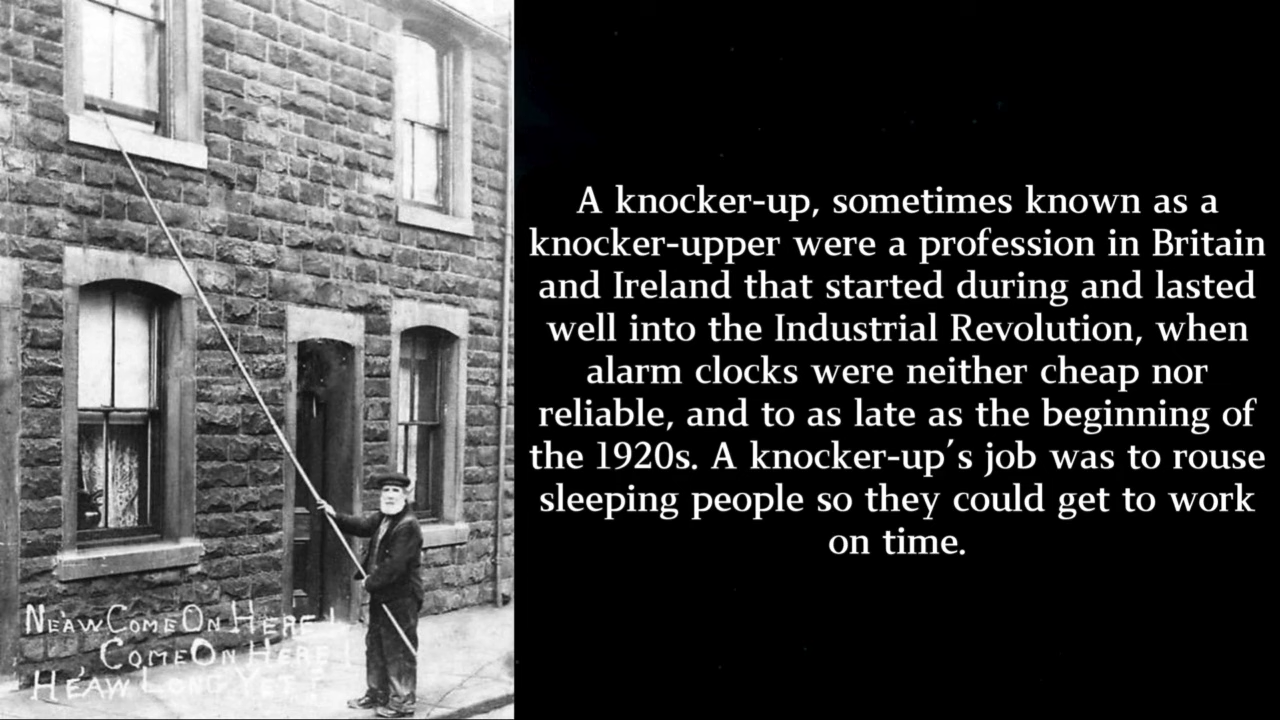 NEAW COME ON HERE!
COME ON HERE!
HEAW LONG YET!
A knocker-up, sometimes known as a
knocker-upper were a profession in Britain
and Ireland that started during and lasted
well into the Industrial Revolution, when
alarm clocks were neither cheap nor
reliable, and to as late as the beginning of
the 1920s. A knocker-up's job was to rouse
sleeping people so they could get to work
on time.